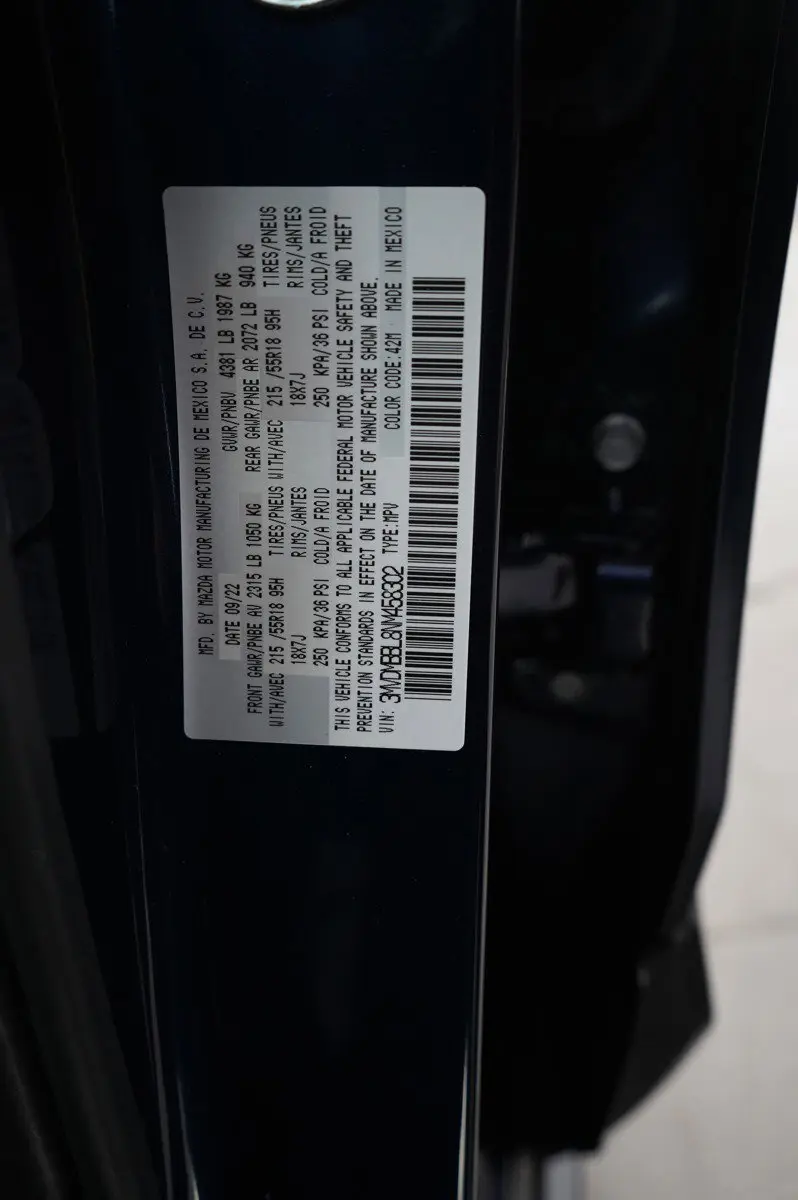 MFD. BY MAZDA MOTOR MANUFACTURING DE MEXICO S.A. DE C.V.
DATE 09/22 GVWR/PNBV 4381 LB 1987 KG
FRONT GAWR/PNBE AV 2315 LB 1050 KG REAR GAWR/PNBE AR 2072 LB 940 KG
WITH/AVEC 215 /55R18 95H TIRES/PNEUS WITH/AVEC 215 /55R18 95H TIRES/PNEUS
18X7J RIMS/JANTES 18X7J RIMS/JANTES
250 KPA/36 PSI COLD/A FROID 250 KPA/36 PSI COLD/A FROID
THIS VEHICLE CONFORMS TO ALL APPLICABLE FEDERAL MOTOR VEHICLE SAFETY AND THEFT
PREVENTION STANDARDS IN EFFECT ON THE DATE OF MANUFACTURE SHOWN ABOVE.
VIN: 3MVDMBBL8NM458302 TYPE:MPV COLOR CODE:42M MADE IN MEXICO